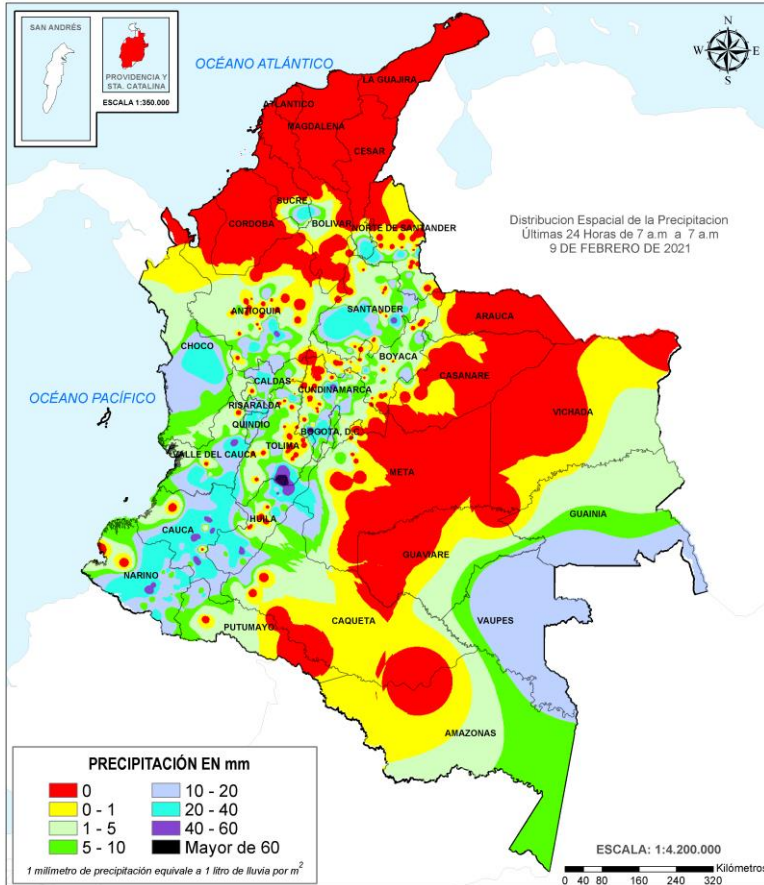 SAN ANDRÉS
PROVIDENCIA Y
STA. CATALINA
ESCALA 1:350.000
OCÉANO ATLÁNTICO
N
W E
S
LA GUAJIRA
ATLANTICO
MAGDALENA
CESAR
SUCRE
CORDOBA
BOLIVAR
NORTE DE SANTANDER
Distribucion Espacial de la Precipitacion
Últimas 24 Horas de 7 a.m a 7 a.m
9 DE FEBRERO DE 2021
ANTIOQUIA
SANTANDER
ARAUCA
CHOCO
BOYACA
CASANARE
CALDAS
CUNDINAMARCA
OCÉANO PACÍFICO
RISARALDA
VICHADA
QUINDIO
BOGOTA, D.C.
TOLIMA
VALLE DEL CAUCA
META
GUAINIA
HUILA
CAUCA
GUAVIARE
NARINO
VAUPES
CAQUETA
PUTUMAYO
AMAZONAS
PRECIPITACIÓN EN mm
0
0 - 1
1 - 5
5 - 10
10 - 20
20 - 40
40 - 60
Mayor de 60
1 milímetro de precipitación equivale a 1 litro de lluvia por m²
ESCALA: 1:4.200.000
Kilómetros
0 40 80 160 240 320